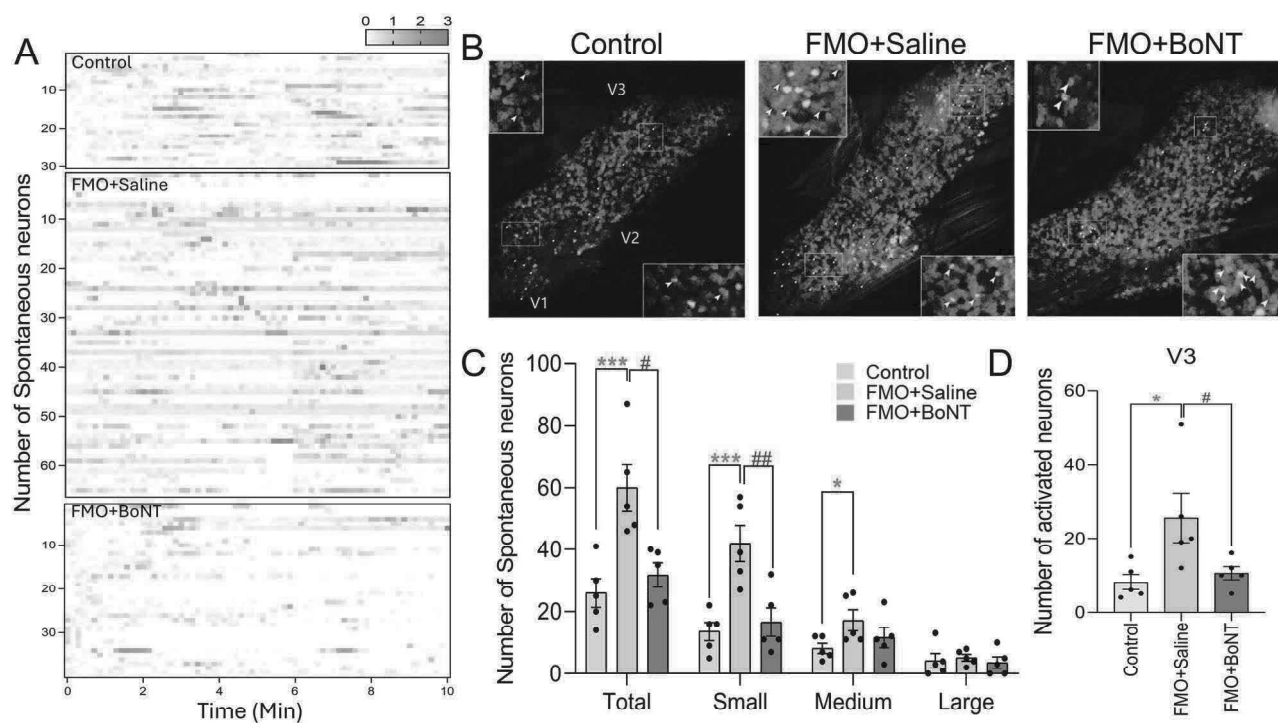 0 1 2 3
A
Control
10
20
30
FMO+Saline
10
20
30
40
50
60
FMO+BoNT
10
20
30
Number of Spontaneous neurons
0 2 4 6 8 10
Time (Min)
B
Control
FMO+Saline
FMO+BoNT
V3
V2
V1
C
Number of Spontaneous neurons
100
80
60
40
20
0
*** #
*** ##
*
Control
FMO+Saline
FMO+BoNT
Total Small Medium Large
D
V3
Number of activated neurons
60
40
20
0
* #
Control
FMO+Saline
FMO+BoNT